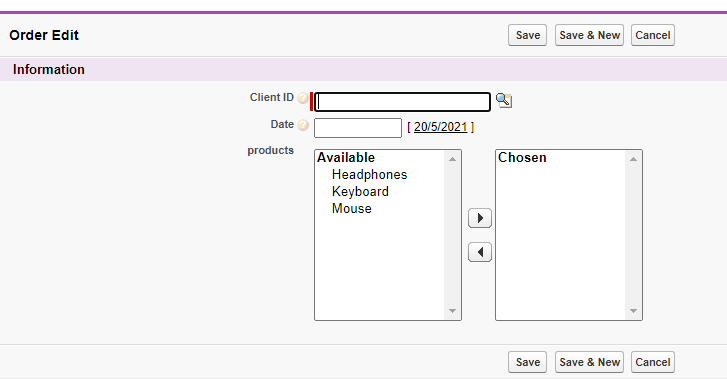 Order Edit Save Save & New Cancel
Information
Client ID ?
Date ? [ 20/5/2021 ]
products Available Chosen
Headphones
Keyboard
Mouse
Save Save & New Cancel